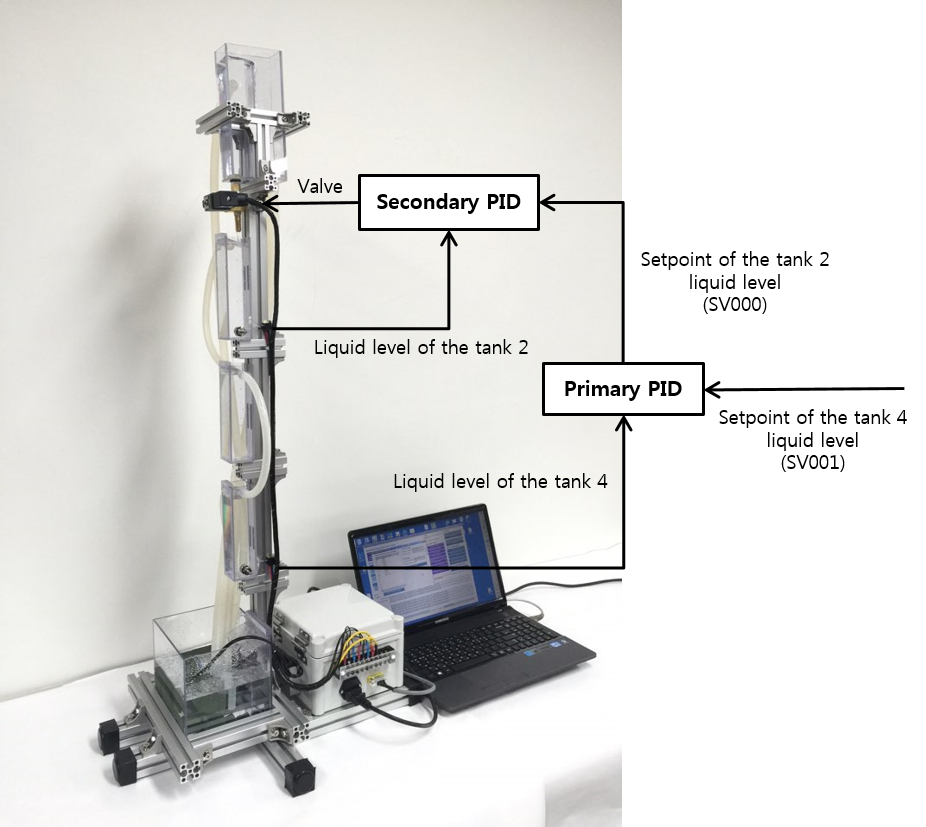 Valve
Secondary PID
Setpoint of the tank 2
liquid level
(SV000)
Liquid level of the tank 2
Primary PID
Setpoint of the tank 4
liquid level
(SV001)
Liquid level of the tank 4